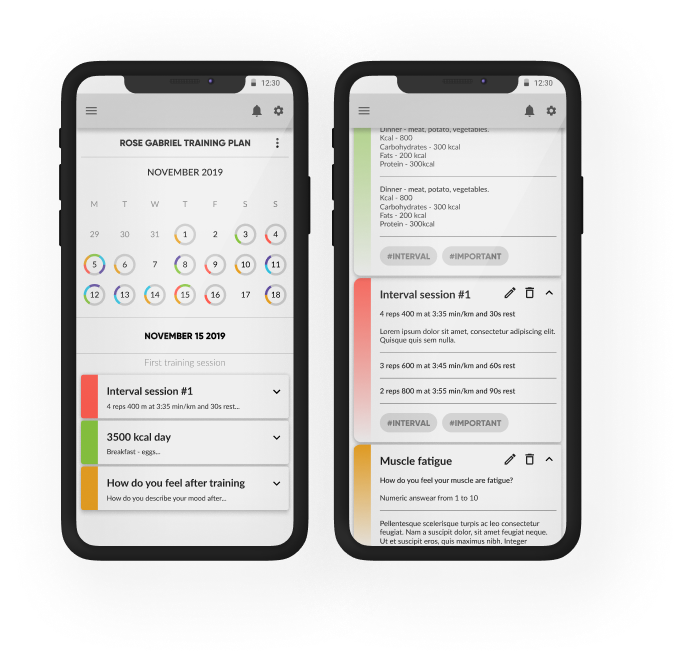 12:30
ROSE GABRIEL TRAINING PLAN
NOVEMBER 2019
M T W T F S S
29 30 31 1 2 3 4
5 6 7 8 9 10 11
12 13 14 15 16 17 18
NOVEMBER 15 2019
First training session
Interval session #1
4 reps 400 m at 3:35 min/km and 30s rest...
3500 kcal day
Breakfast - eggs...
How do you feel after training
How do you describe your mood after...
12:30
Dinner - meat, potato, vegetables.
Kcal - 800
Carbohydrates - 300 kcal
Fats - 200 kcal
Protein - 300kcal
Dinner - meat, potato, vegetables.
Kcal - 800
Carbohydrates - 300 kcal
Fats - 200 kcal
Protein - 300kcal
#INTERVAL #IMPORTANT
Interval session #1
4 reps 400 m at 3:35 min/km and 30s rest
Lorem ipsum dolor sit amet, consectetur adipiscing elit.
Quisque quis sem nulla.
3 reps 600 m at 3:45 min/km and 60s rest
2 reps 800 m at 3:55 min/km and 90s rest
#INTERVAL #IMPORTANT
Muscle fatigue
How do you feel your muscle are fatigue?
Numeric answear from 1 to 10
Pellentesque scelerisque turpis ac leo consectetur
feugiat. Nam a suscipit dolor, sit amet feugiat neque.
Ut et suscipit eros, quis maximus nibh. Integer